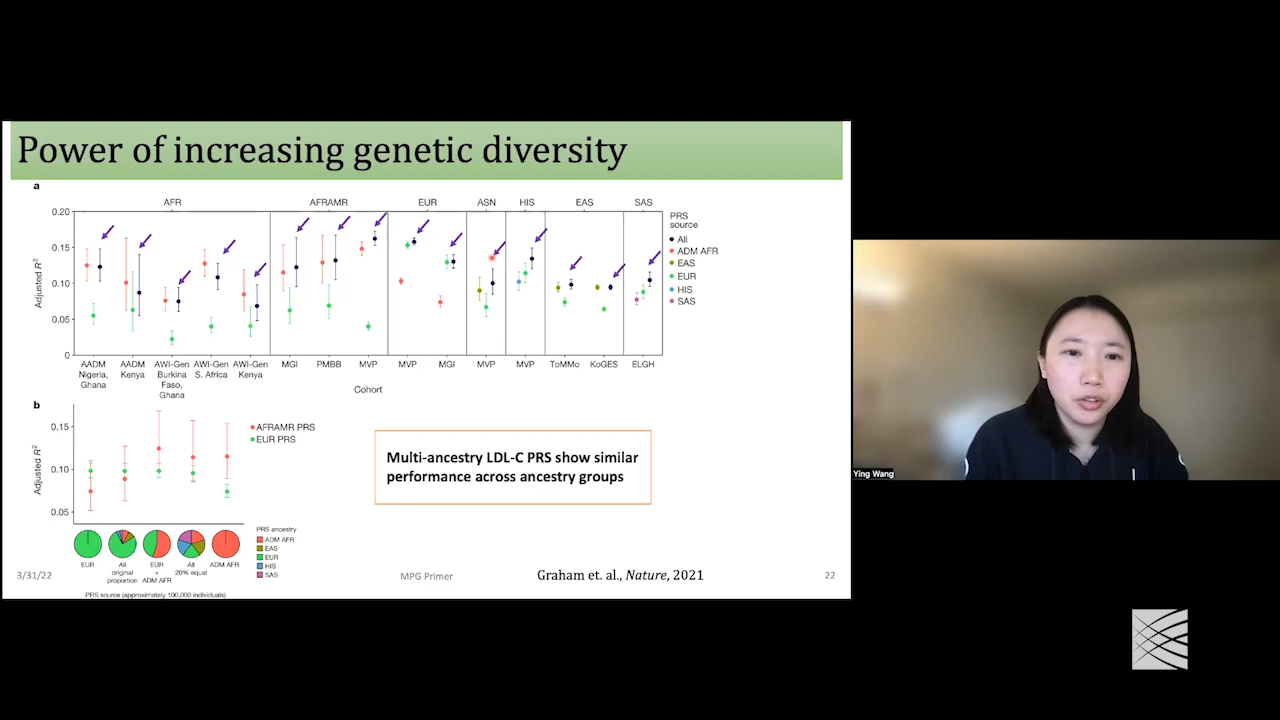 Power of increasing genetic diversity
a
AFR AFRAMR EUR ASN HIS EAS SAS
0.20
0.15
0.10
0.05
0
Adjusted R²
AADM Nigeria, Ghana
AADM Kenya
AWI-Gen Burkina Faso, Ghana
AWI-Gen S. Africa
AWI-Gen Kenya
MGI
PMBB
MVP
MVP
MGI
MVP
MVP
ToMMo
KoGES
ELGH
Cohort
PRS source
All
ADM AFR
EAS
EUR
HIS
SAS
b
0.15
0.10
0.05
Adjusted R²
AFRAMR PRS
EUR PRS
Multi-ancestry LDL-C PRS show similar
performance across ancestry groups
EUR
All original proportion
EUR + ADM AFR
All 20% equal
ADM AFR
PRS ancestry
ADM AFR
EAS
EUR
HIS
SAS
PRS source (approximately 100,000 individuals)
3/31/22
MPG Primer
Graham et. al., Nature, 2021
22
Ying Wang